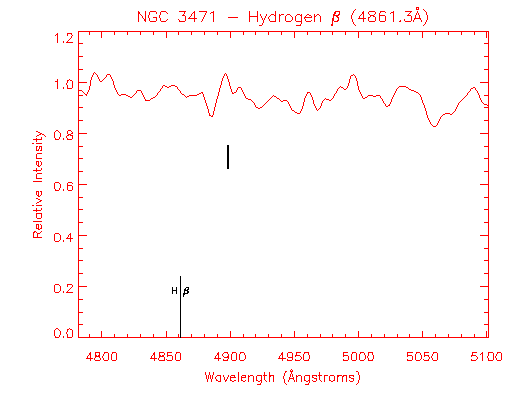 NGC 3471 – Hydrogen β (4861.3Å)
1.2
1.0
0.8
0.6
0.4
0.2
0.0
Relative Intensity
H β
4800 4850 4900 4950 5000 5050 5100
Wavelength (Ångstroms)